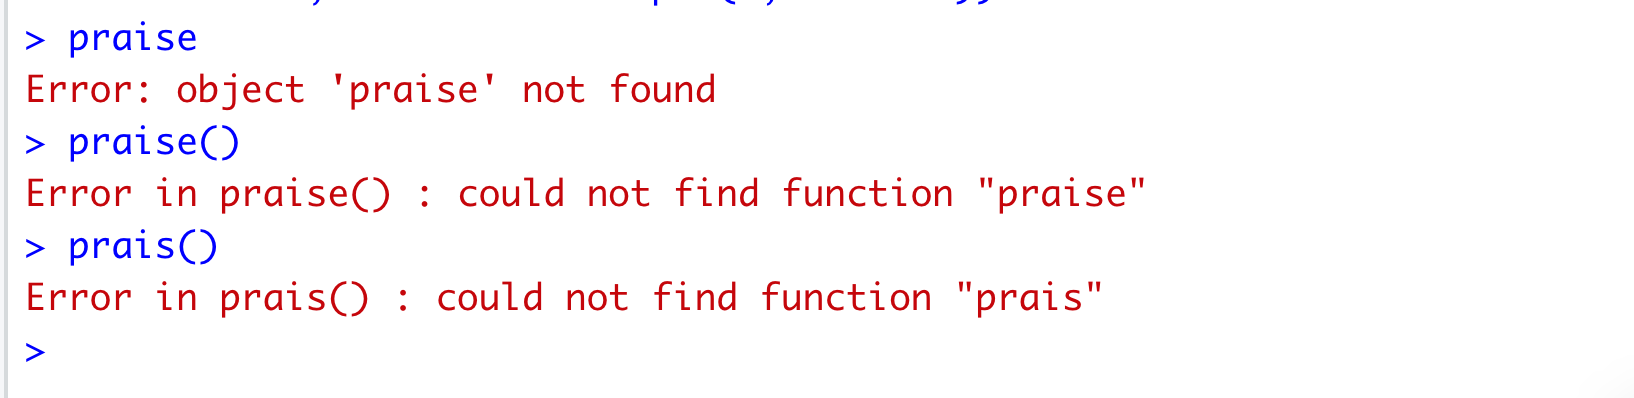 > praise
Error: object 'praise' not found
> praise()
Error in praise() : could not find function "praise"
> prais()
Error in prais() : could not find function "prais"
>